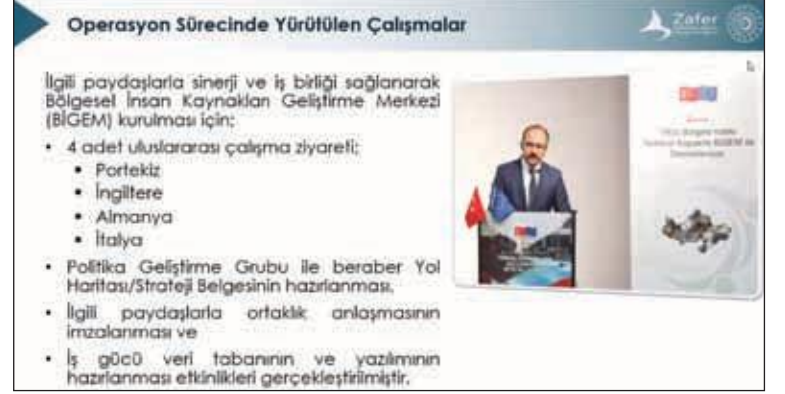 Operasyon Sürecinde Yürütülen Çalışmalar
Zafer
İlgili paydaşlarla sinerji ve iş birliği sağlanarak
Bölgesel İnsan Kaynakları Geliştirme Merkezi
(BİGEM) kurulması için;
• 4 adet uluslararası çalışma ziyareti;
▪ Portekiz
▪ İngiltere
▪ Almanya
▪ İtalya
• Politika Geliştirme Grubu ile beraber Yol
Haritası/Strateji Belgesinin hazırlanması,
• İlgili paydaşlarla ortaklık anlaşmasının
imzalanması ve
• İş gücü veri tabanının ve yazılımının
hazırlanması etkinlikleri gerçekleştirilmiştir.